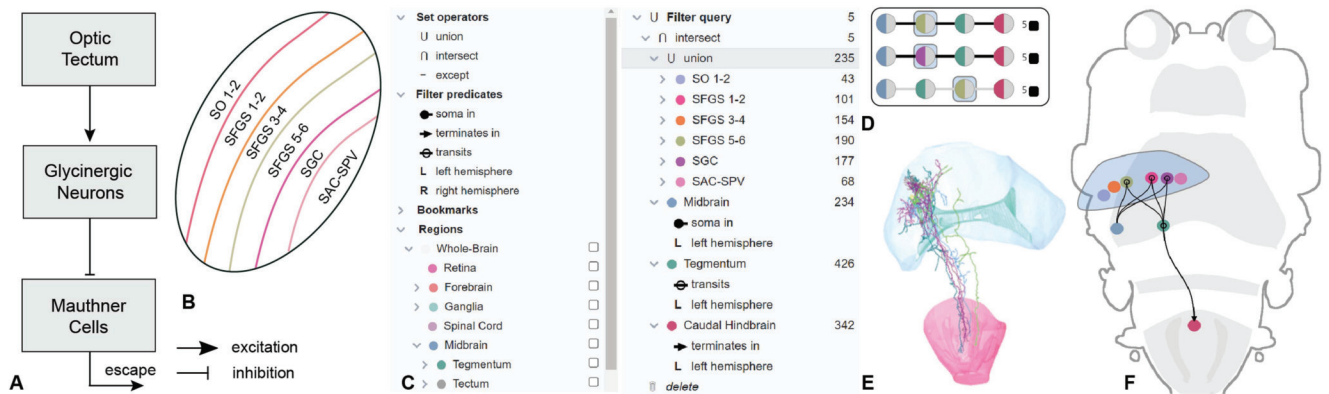 Optic
Tectum
Glycinergic
Neurons
Mauthner
Cells
escape
excitation
inhibition
A
SO 1-2
SFGS 1-2
SFGS 3-4
SFGS 5-6
SGC
SAC-SPV
B
Set operators
∪ union
∩ intersect
− except
Filter predicates
soma in
terminates in
transits
L left hemisphere
R right hemisphere
Bookmarks
Regions
Whole-Brain
Retina
Forebrain
Ganglia
Spinal Cord
Midbrain
Tegmentum
Tectum
C
∪ Filter query 5
∩ intersect 5
∪ union 235
SO 1-2 43
SFGS 1-2 101
SFGS 3-4 154
SFGS 5-6 190
SGC 177
SAC-SPV 68
Midbrain 234
soma in
L left hemisphere
Tegmentum 426
transits
L left hemisphere
Caudal Hindbrain 342
terminates in
L left hemisphere
delete
5
5
5
D
E
F